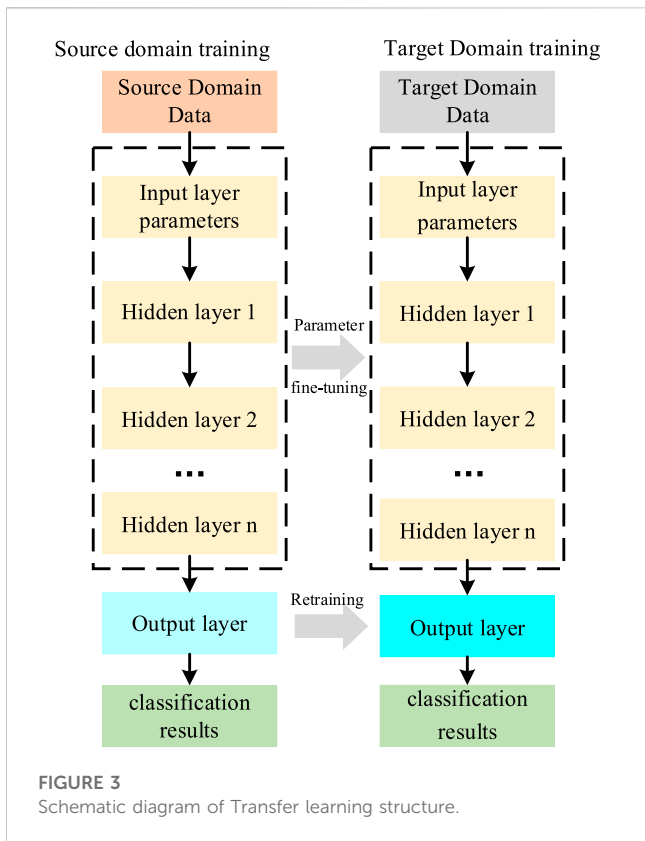 Source domain training
Source Domain
Data
Input layer
parameters
Hidden layer 1
Hidden layer 2
...
Hidden layer n
Output layer
classification
results
Parameter
fine-tuning
Retraining
Target Domain training
Target Domain
Data
Input layer
parameters
Hidden layer 1
Hidden layer 2
...
Hidden layer n
Output layer
classification
results
FIGURE 3
Schematic diagram of Transfer learning structure.